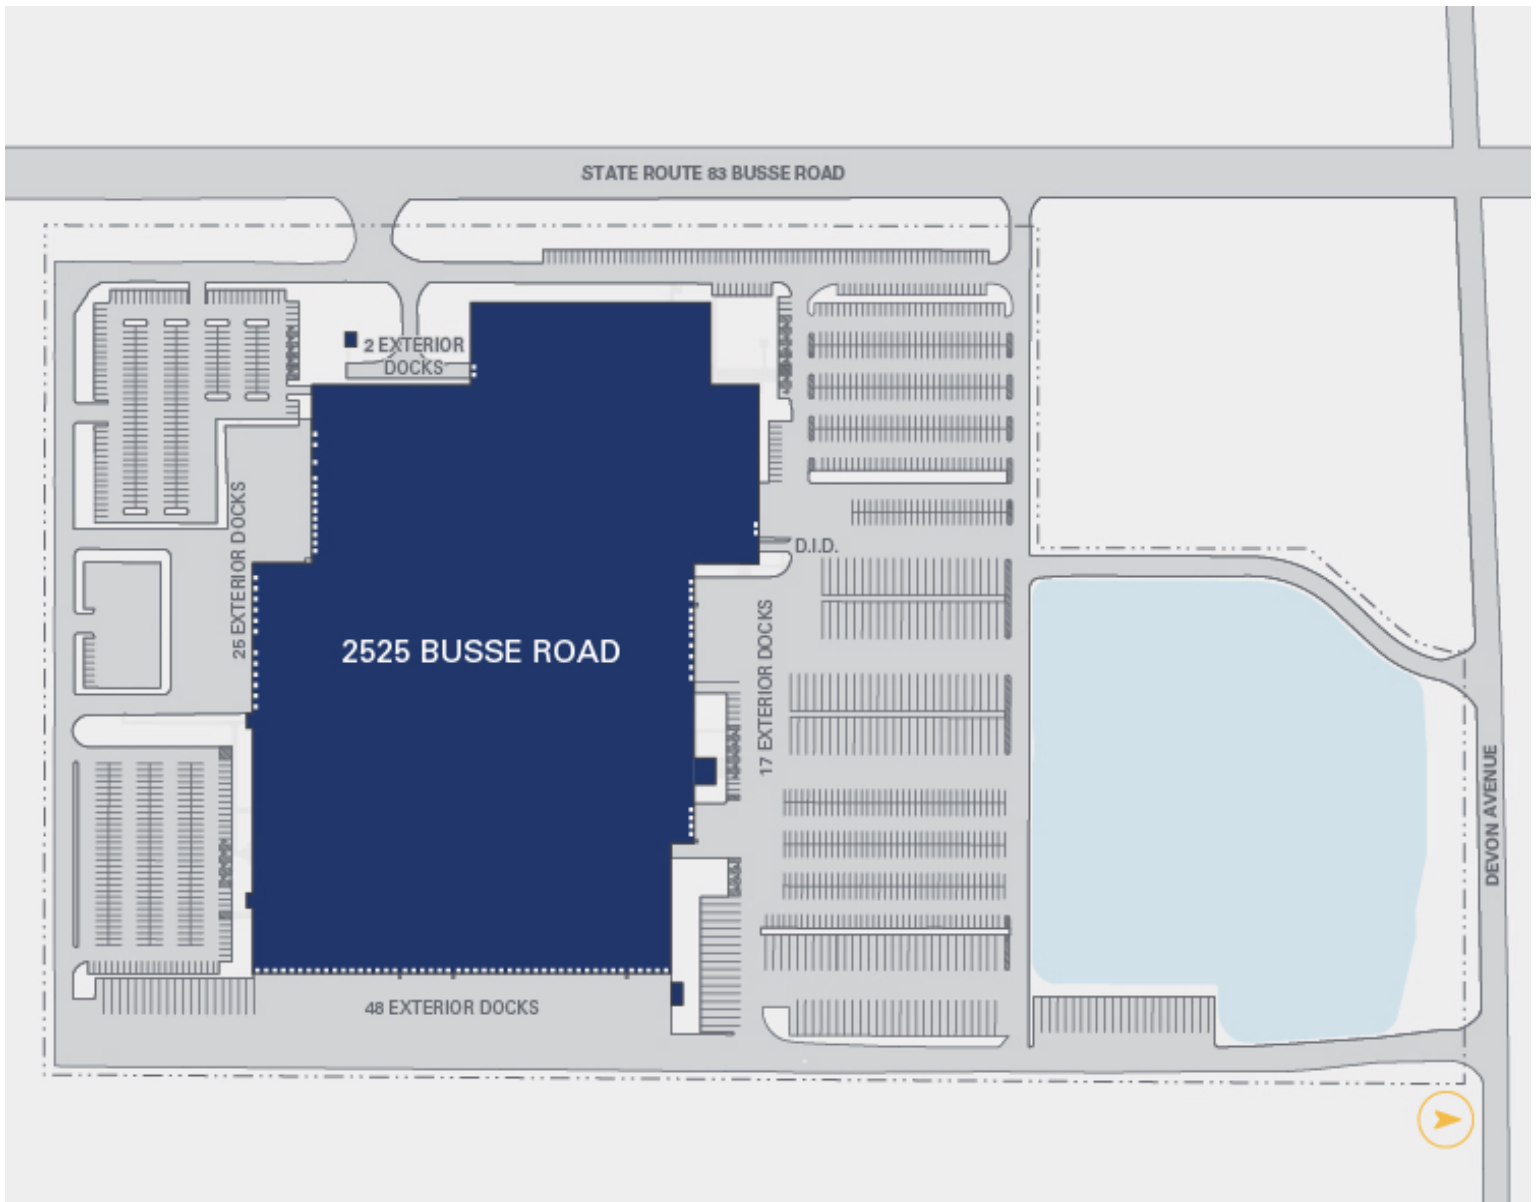 STATE ROUTE 83 BUSSE ROAD
2 EXTERIOR
DOCKS
26 EXTERIOR DOCKS
D.I.D.
2525 BUSSE ROAD
17 EXTERIOR DOCKS
DEVON AVENUE
48 EXTERIOR DOCKS